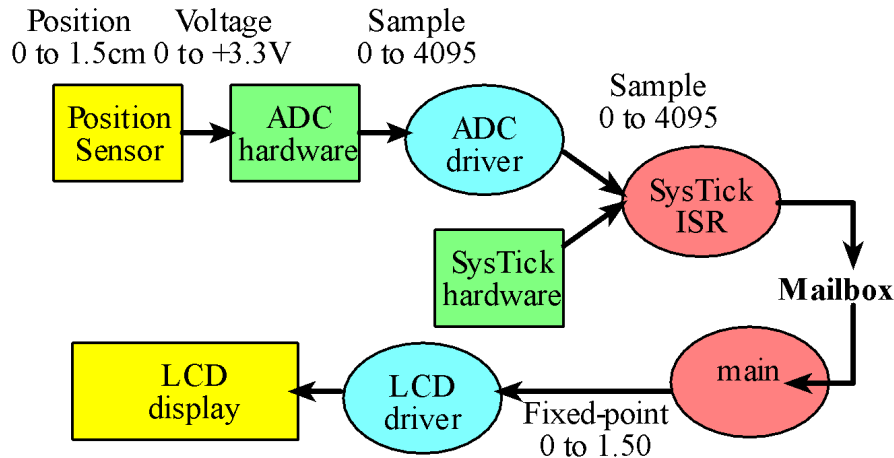 Position
0 to 1.5cm
Voltage
0 to +3.3V
Sample
0 to 4095
Position
Sensor
ADC
hardware
ADC
driver
Sample
0 to 4095
SysTick
ISR
SysTick
hardware
Mailbox
main
Fixed-point
0 to 1.50
LCD
driver
LCD
display